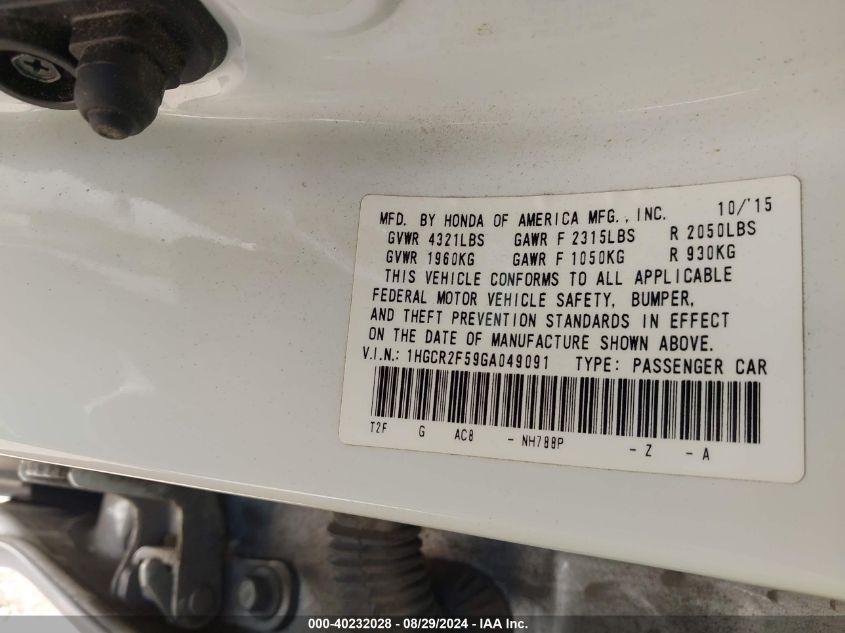 MFD. BY HONDA OF AMERICA MFG., INC. 10/'15
GVWR 4321LBS GAWR F 2315LBS R 2050LBS
GVWR 1960KG GAWR F 1050KG R 930KG
THIS VEHICLE CONFORMS TO ALL APPLICABLE
FEDERAL MOTOR VEHICLE SAFETY, BUMPER,
AND THEFT PREVENTION STANDARDS IN EFFECT
ON THE DATE OF MANUFACTURE SHOWN ABOVE.
V.I.N.: 1HGCR2F59GA049091 TYPE: PASSENGER CAR
T2F G AC8 - NH788P - Z - A
000-40232028 - 08/29/2024 - IAA Inc.